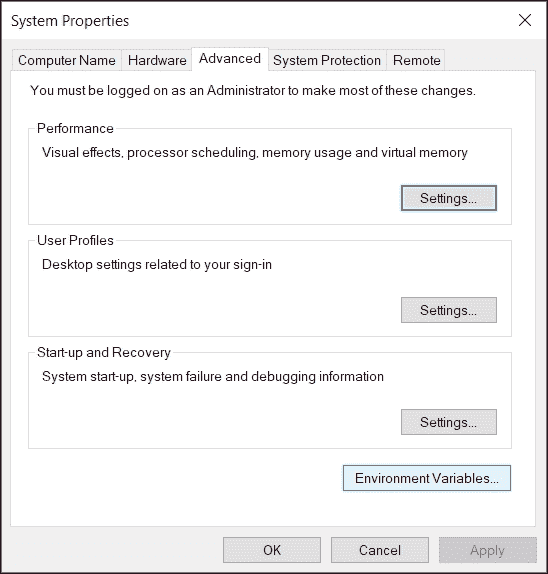 System Properties
Computer Name Hardware Advanced System Protection Remote
You must be logged on as an Administrator to make most of these changes.
Performance
Visual effects, processor scheduling, memory usage and virtual memory
Settings...
User Profiles
Desktop settings related to your sign-in
Settings...
Start-up and Recovery
System start-up, system failure and debugging information
Settings...
Environment Variables...
OK Cancel Apply